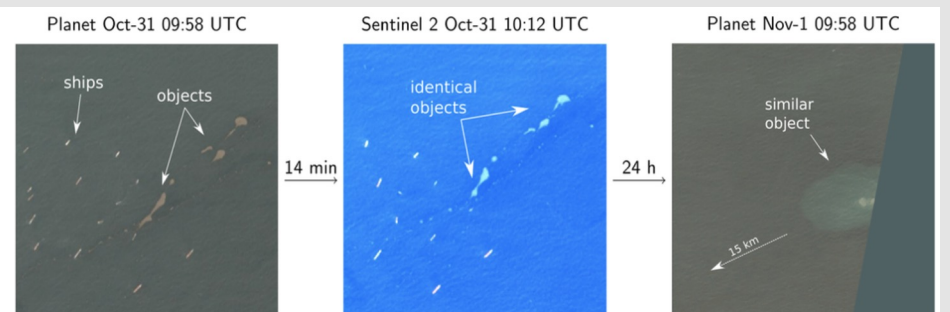 Planet Oct-31 09:58 UTC
Sentinel 2 Oct-31 10:12 UTC
Planet Nov-1 09:58 UTC
ships
objects
14 min
identical
objects
24 h
similar
object
15 km